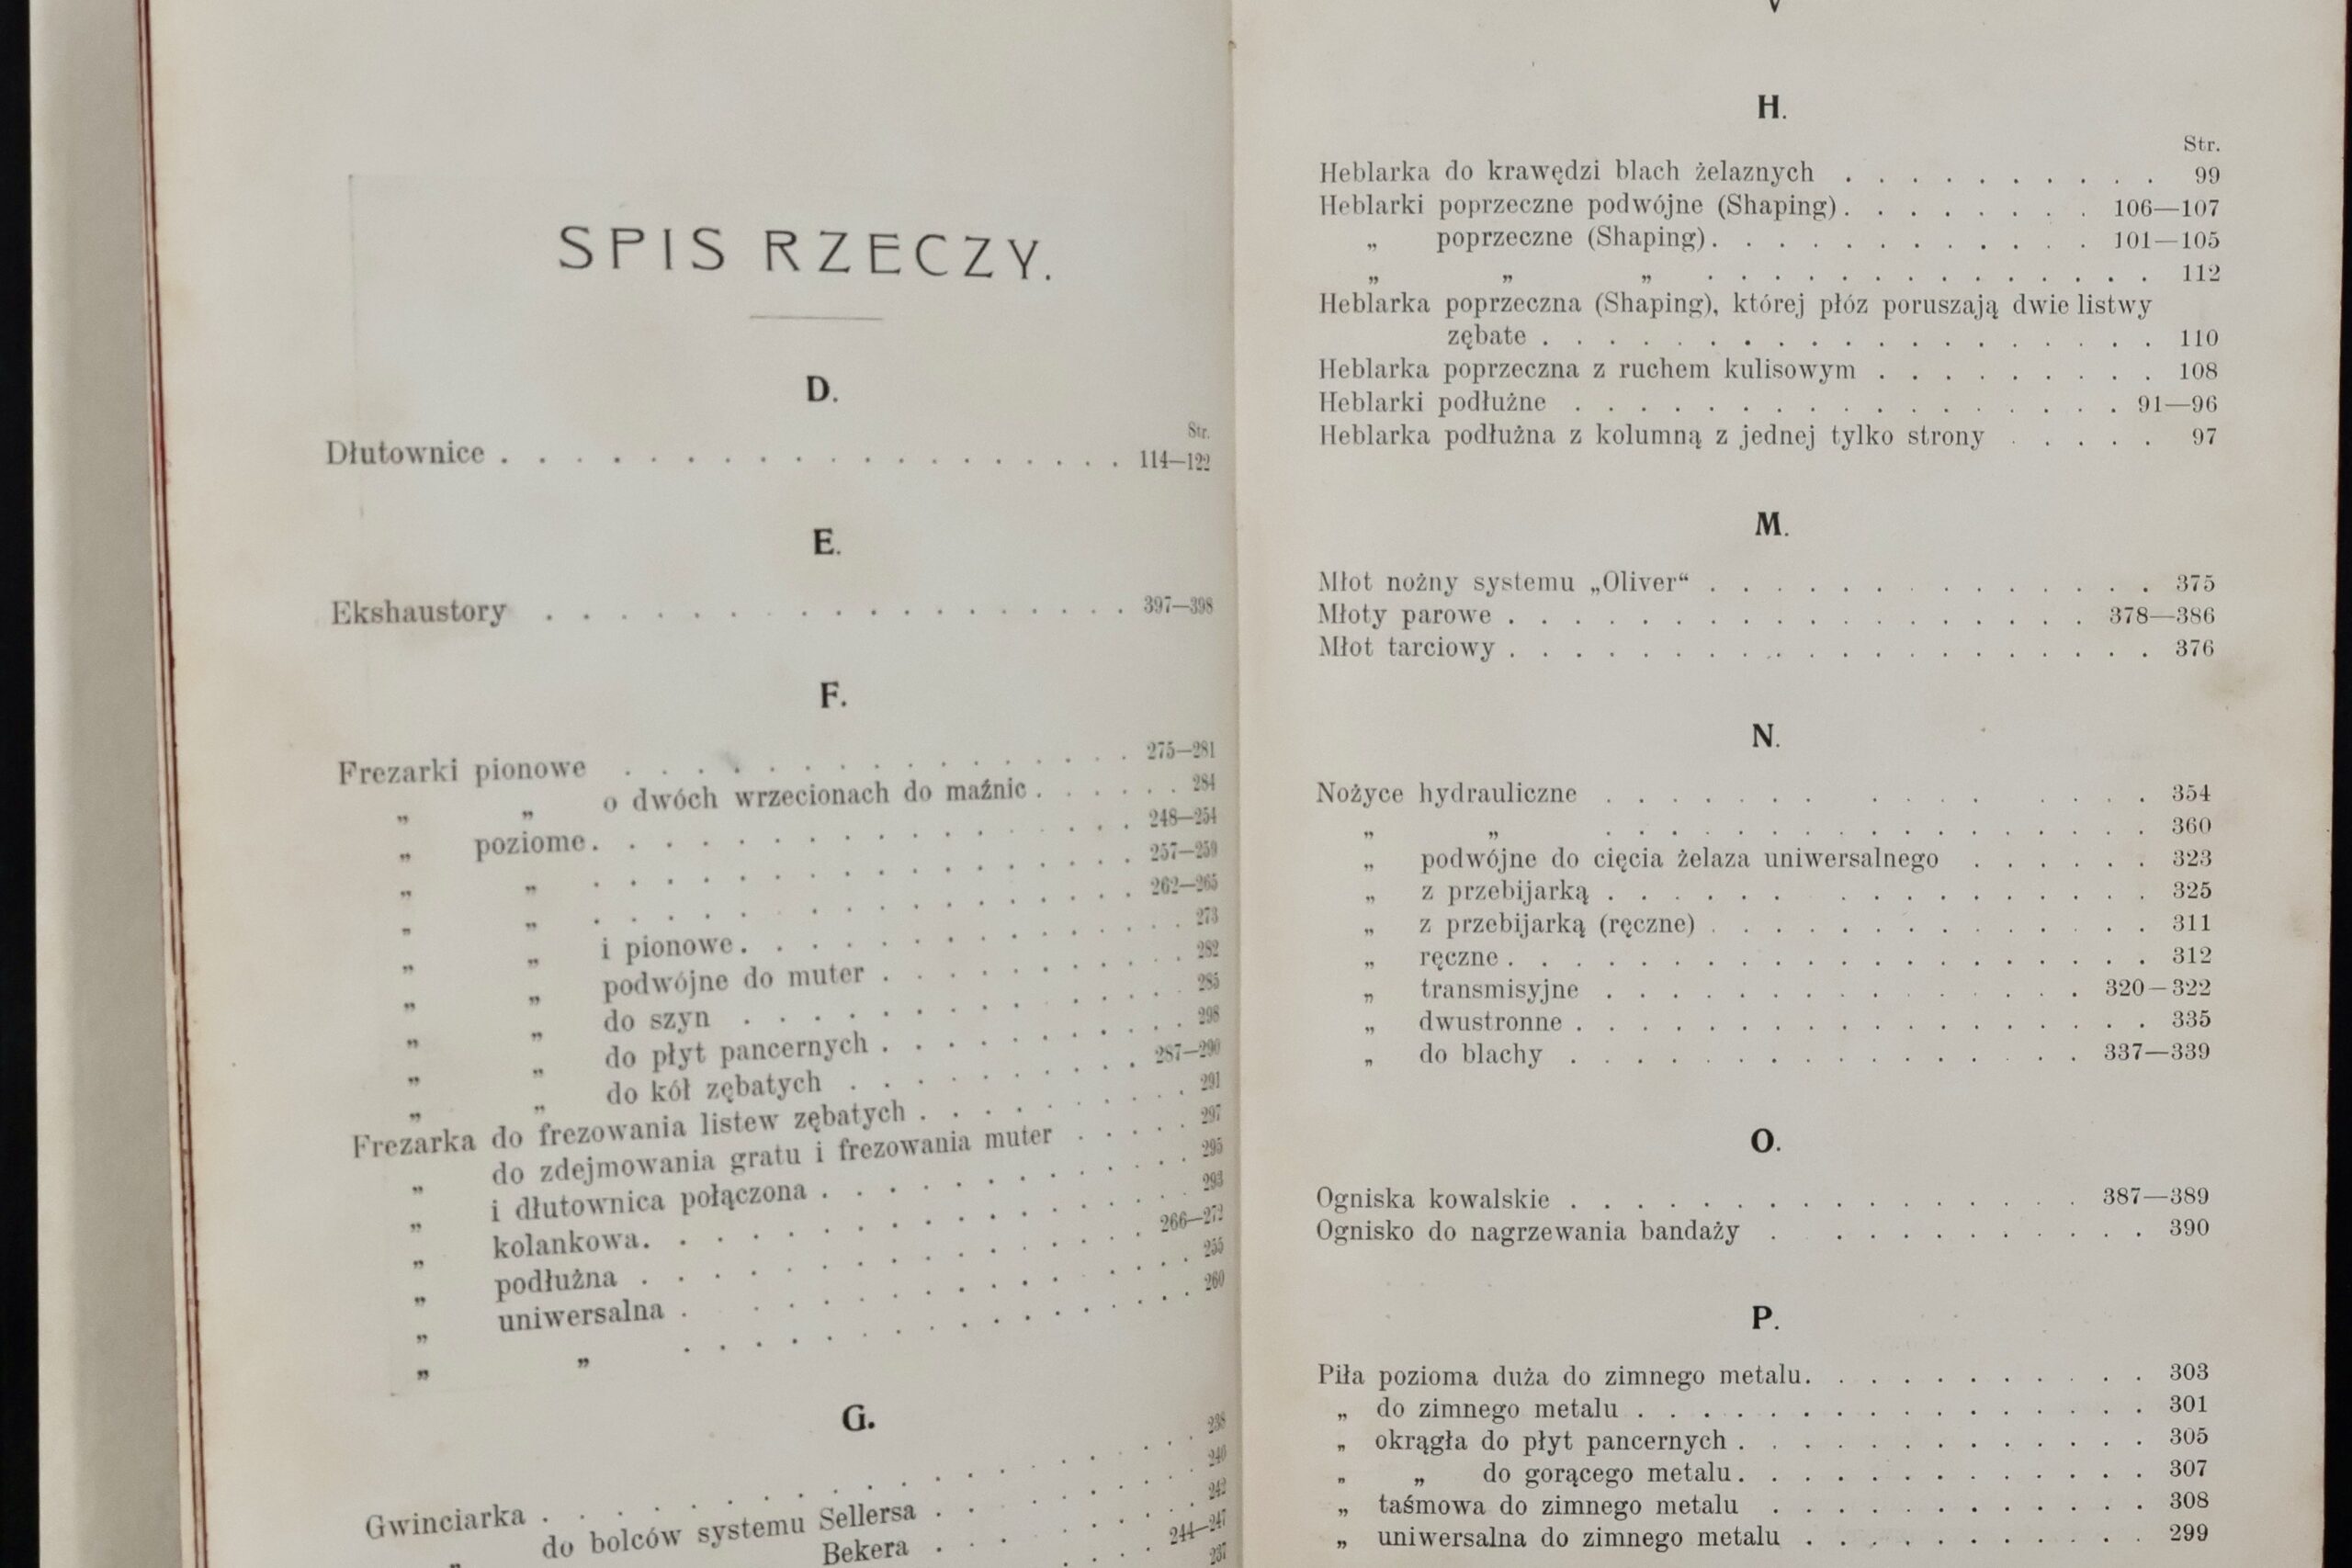 SPIS RZECZY.
D.
Str.
Dłutownice . . . . . . . . . . . . . . . . . . 114—122
E.
Ekshaustory . . . . . . . . . . . . . . . . . 397—398
F.
Frezarki pionowe . . . . . . . . . . . . . . . 275—281
„ „ o dwóch wrzecionach do maźnic . . . . . . 284
„ poziome . . . . . . . . . . . . . . . . 248—254
„ „ . . . . . . . . . . . . . . . . 257—259
„ „ . . . . . . . . . . . . . . . . 262—265
„ „ i pionowe . . . . . . . . . . . . . . 273
„ „ podwójne do muter . . . . . . . . . . 282
„ „ do szyn . . . . . . . . . . . . . . 285
„ „ do płyt pancernych . . . . . . . . . . 298
„ „ do kół zębatych . . . . . . . . . . 287—290
Frezarka do frezowania listew zębatych . . . . . . . . . 291
„ do zdejmowania gratu i frezowania muter . . . . . 297
„ i dłutownica połączona . . . . . . . . . . . 295
„ kolankowa . . . . . . . . . . . . . . . . 293
„ podłużna . . . . . . . . . . . . . . . 266—272
„ uniwersalna . . . . . . . . . . . . . . . 255
„ „ . . . . . . . . . . . . . . . 260
G.
Gwinciarka . . . . . . . . . . . . . . . . . . 238
„ do bolców systemu Sellersa . . . . . . . . . 240
Bekera . . . . . . . . . 242
244—247
237
V
H.
Str.
Heblarka do krawędzi blach żelaznych . . . . . . . . . . 99
Heblarki poprzeczne podwójne (Shaping) . . . . . . . . 106—107
„ poprzeczne (Shaping) . . . . . . . . . . . . 101—105
„ „ „ . . . . . . . . . . . . . . 112
Heblarka poprzeczna (Shaping), której płóz poruszają dwie listwy
zębate . . . . . . . . . . . . . . . . . . . 110
Heblarka poprzeczna z ruchem kulisowym . . . . . . . . . 108
Heblarki podłużne . . . . . . . . . . . . . . . . . 91—96
Heblarka podłużna z kolumną z jednej tylko strony . . . . . 97
M.
Młot nożny systemu „Oliver“ . . . . . . . . . . . . . . 375
Młoty parowe . . . . . . . . . . . . . . . . . . 378—386
Młot tarciowy . . . . . . . . . . . . . . . . . . . . 376
N.
Nożyce hydrauliczne . . . . . . . . . . . . . . . 354
„ „ . . . . . . . . . . . . . . . . . 360
„ podwójne do cięcia żelaza uniwersalnego . . . . . . 323
„ z przebijarką . . . . . . . . . . . . . . . . 325
„ z przebijarką (ręczne) . . . . . . . . . . . . . . 311
„ ręczne . . . . . . . . . . . . . . . . . . . . 312
„ transmisyjne . . . . . . . . . . . . . . . 320—322
„ dwustronne . . . . . . . . . . . . . . . . . . 335
„ do blachy . . . . . . . . . . . . . . . . 337—339
O.
Ogniska kowalskie . . . . . . . . . . . . . . . . 387—389
Ognisko do nagrzewania bandaży . . . . . . . . . . . 390
P.
Piła pozioma duża do zimnego metalu . . . . . . . . . . . 303
„ do zimnego metalu . . . . . . . . . . . . . . . . 301
„ okrągła do płyt pancernych . . . . . . . . . . . . . 305
„ „ do gorącego metalu . . . . . . . . . . . . . 307
„ taśmowa do zimnego metalu . . . . . . . . . . . . 308
„ uniwersalna do zimnego metalu . . . . . . . . . . . 299